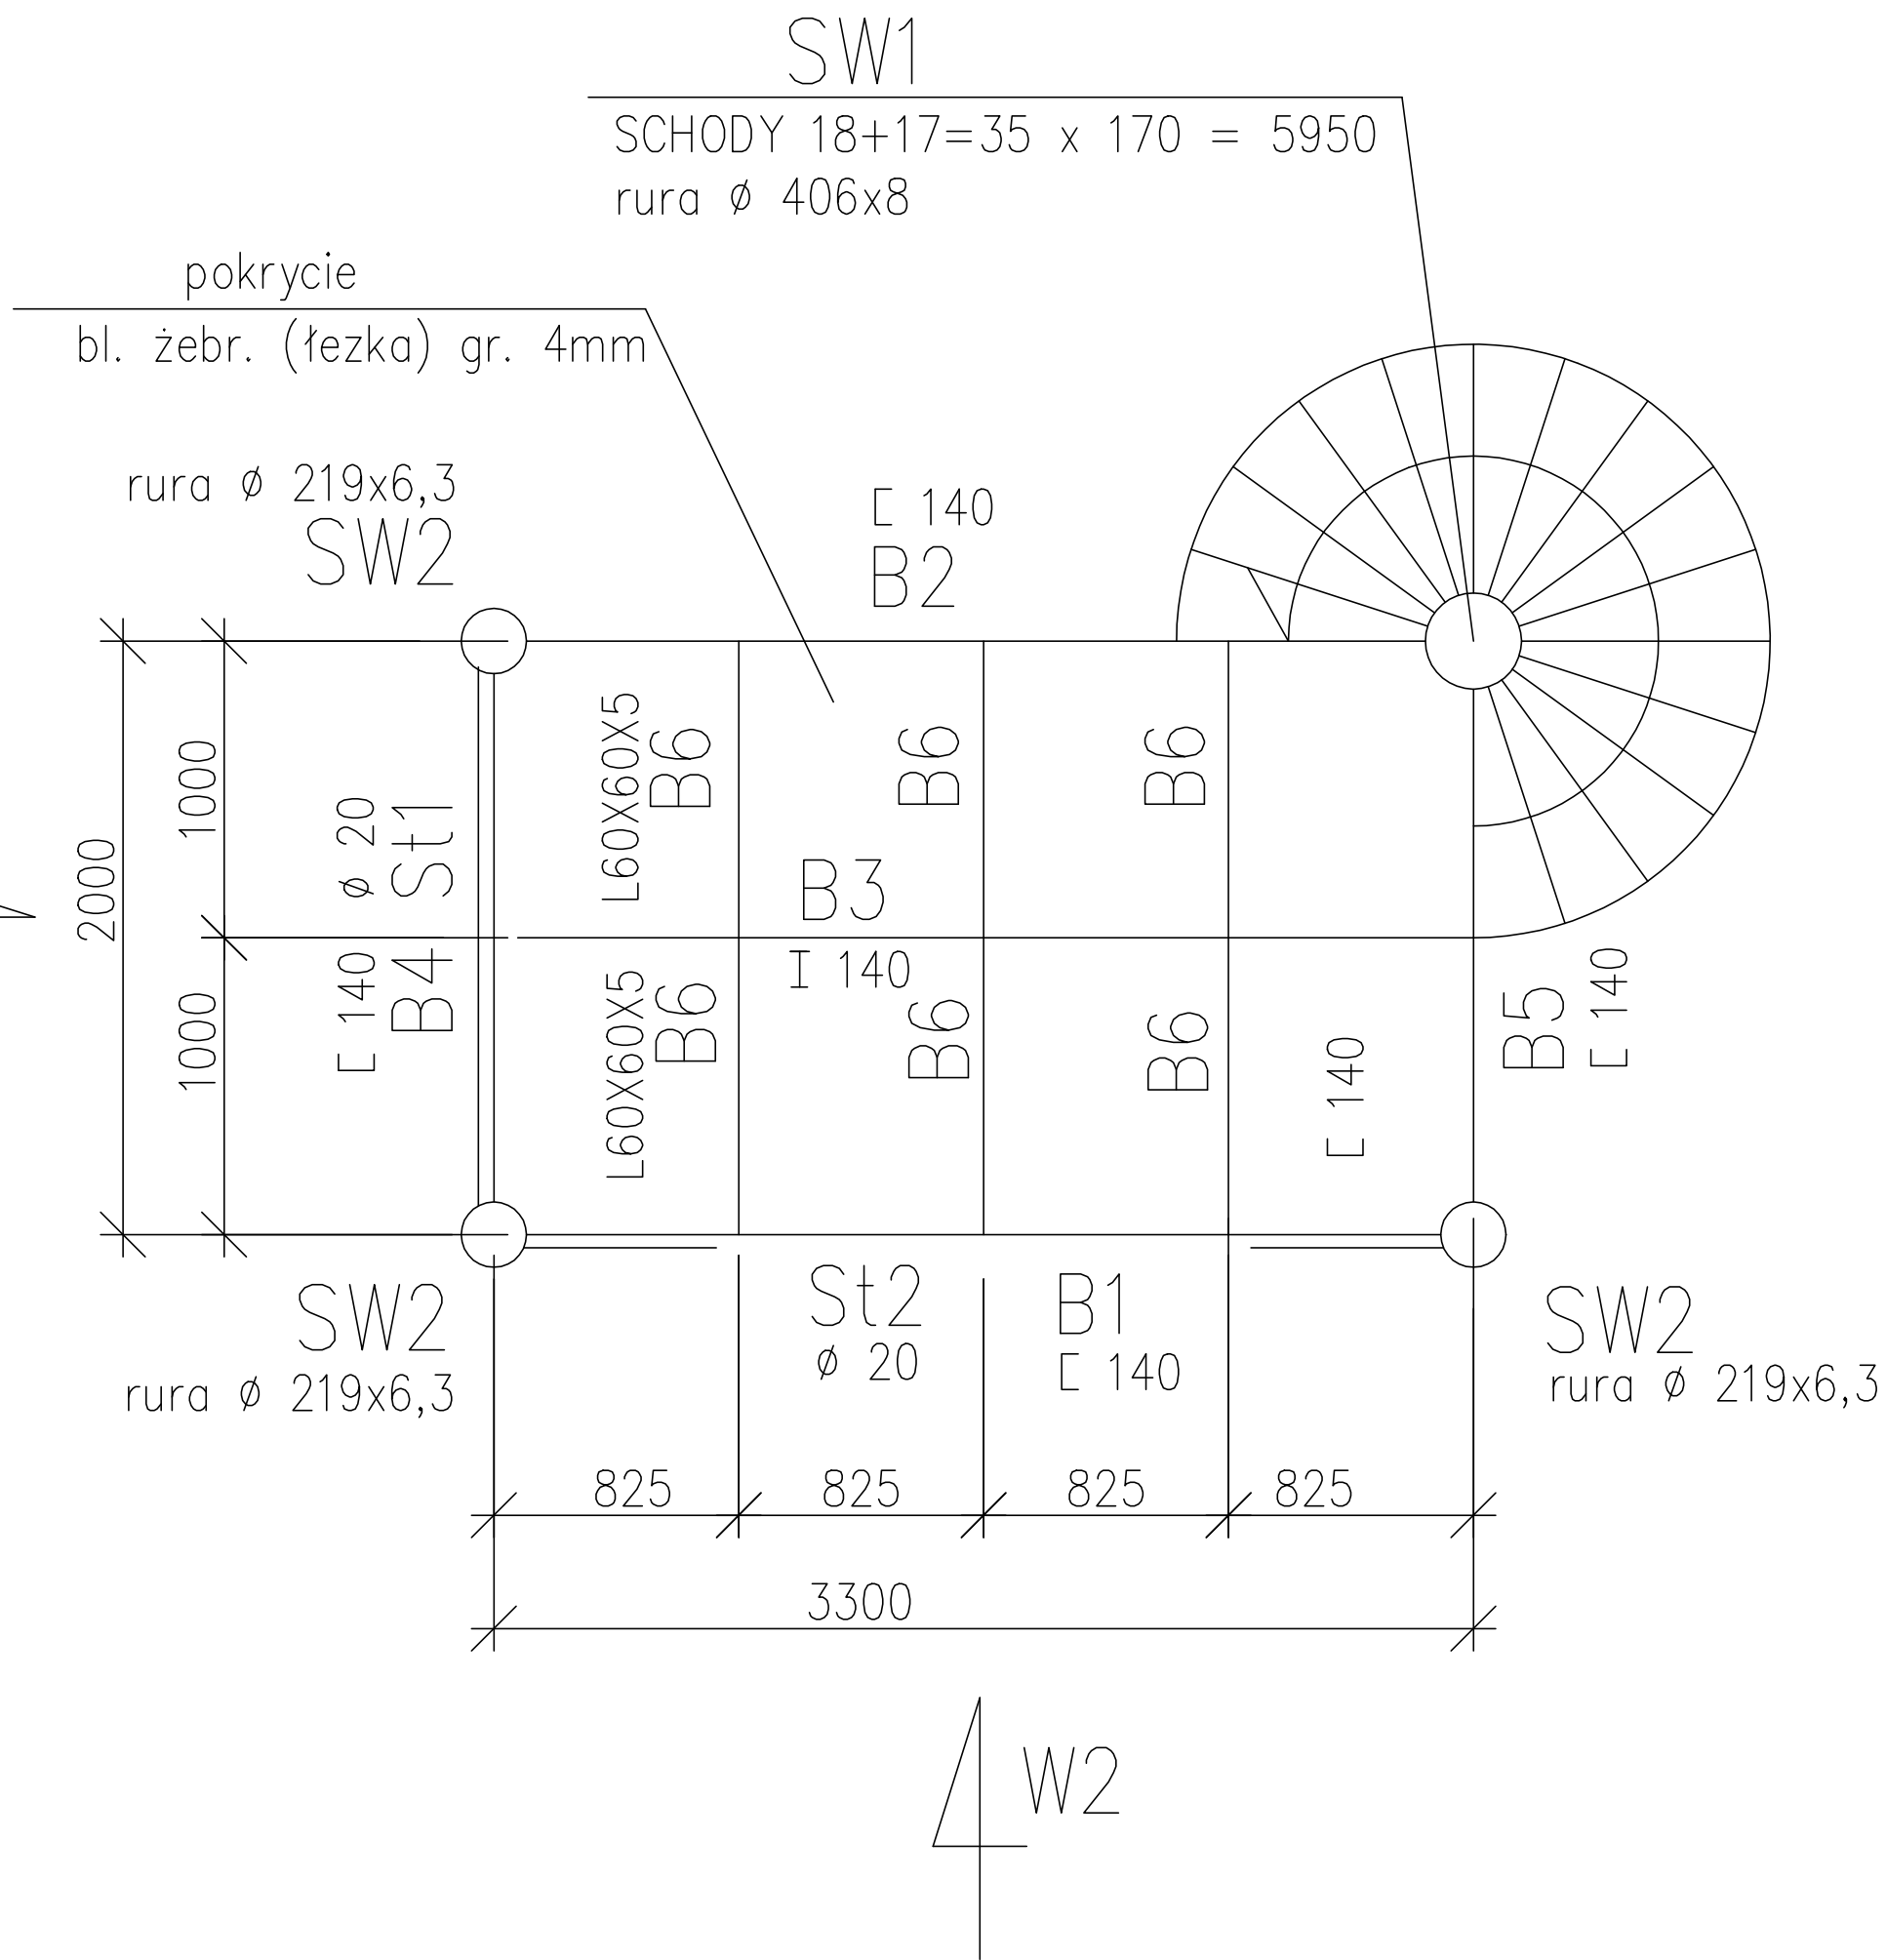 SW1
SCHODY 18+17=35 x 170 = 5950
rura ø 406x8
pokrycie
bl. żebr. (łezka) gr. 4mm
rura ø 219x6,3
SW2
[ 140
B2
2000
1000
1000
ø 20
St1
[ 140
B4
L60X60X5
B6
B6
B6
B3
I 140
L60X60X5
B6
B6
B6
[ 140
B5
[ 140
SW2
rura ø 219x6,3
St2
ø 20
B1
[ 140
SW2
rura ø 219x6,3
825
825
825
825
3300
W2